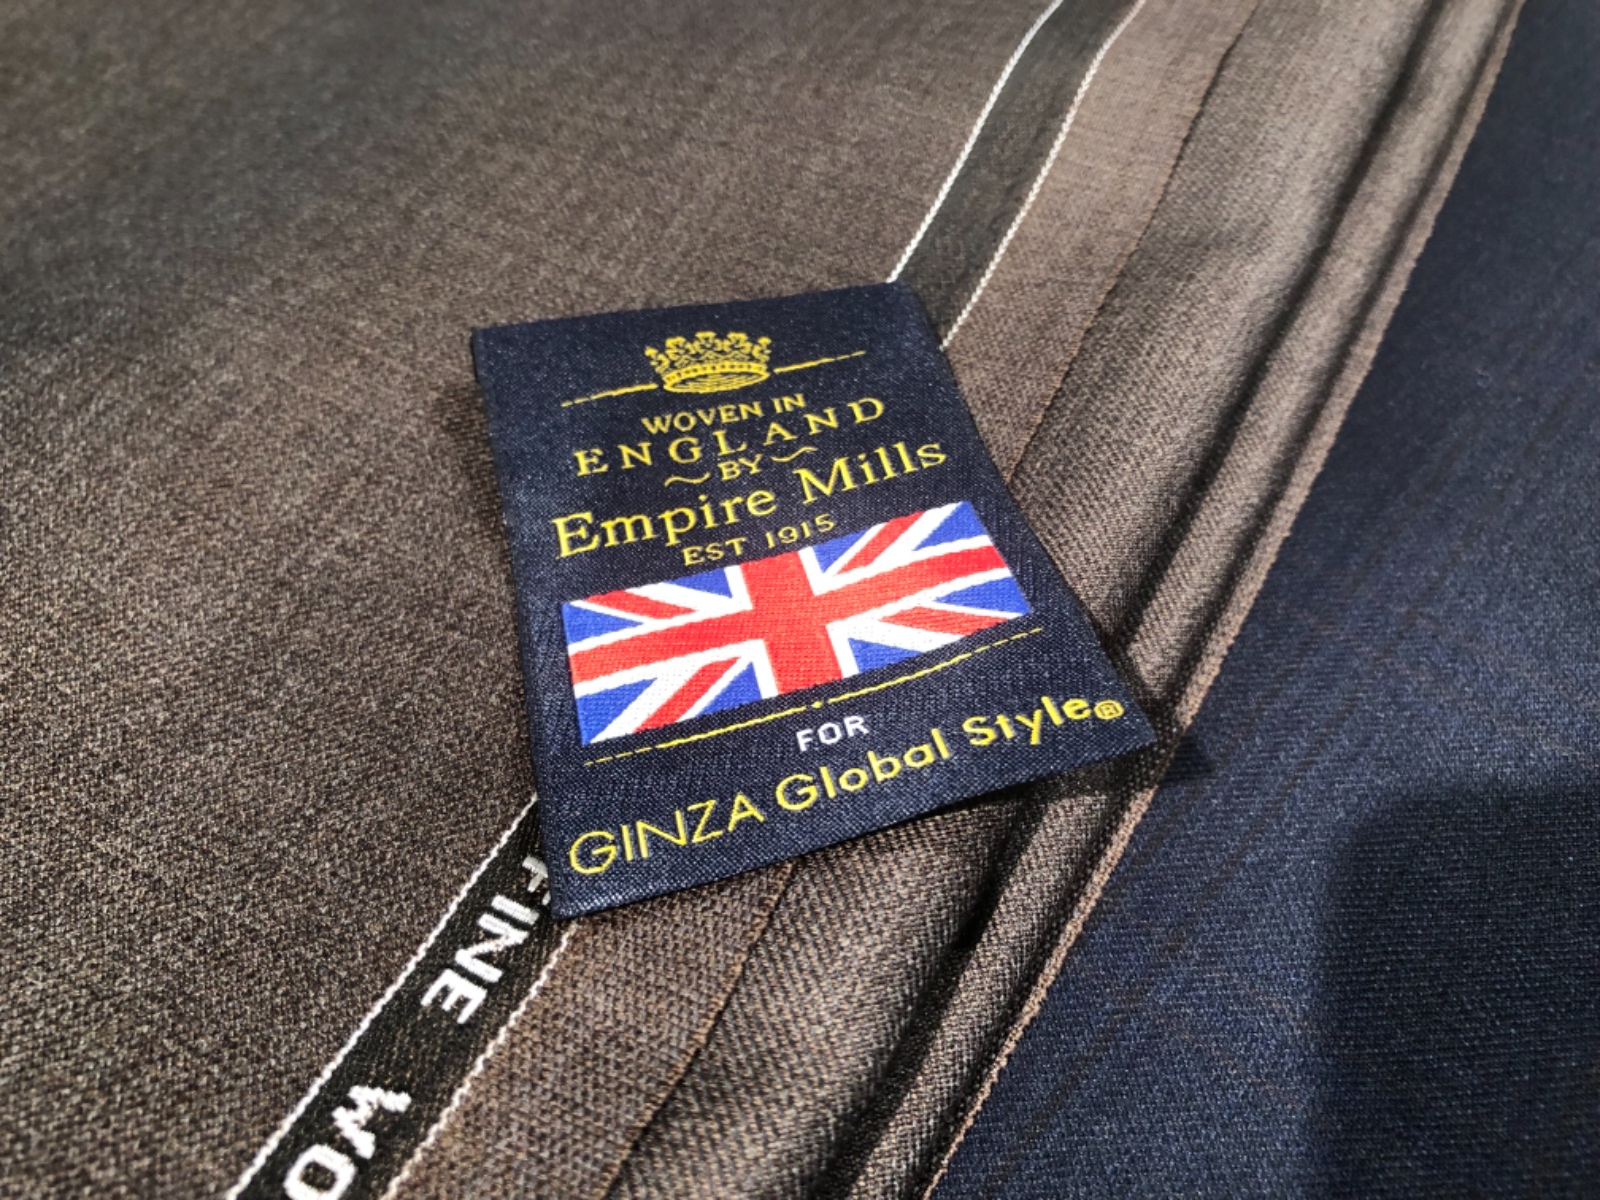 WOVEN IN
ENGLAND
~BY~
Empire Mills
EST 1915
FOR
GINZA Global Style®
FINE WO